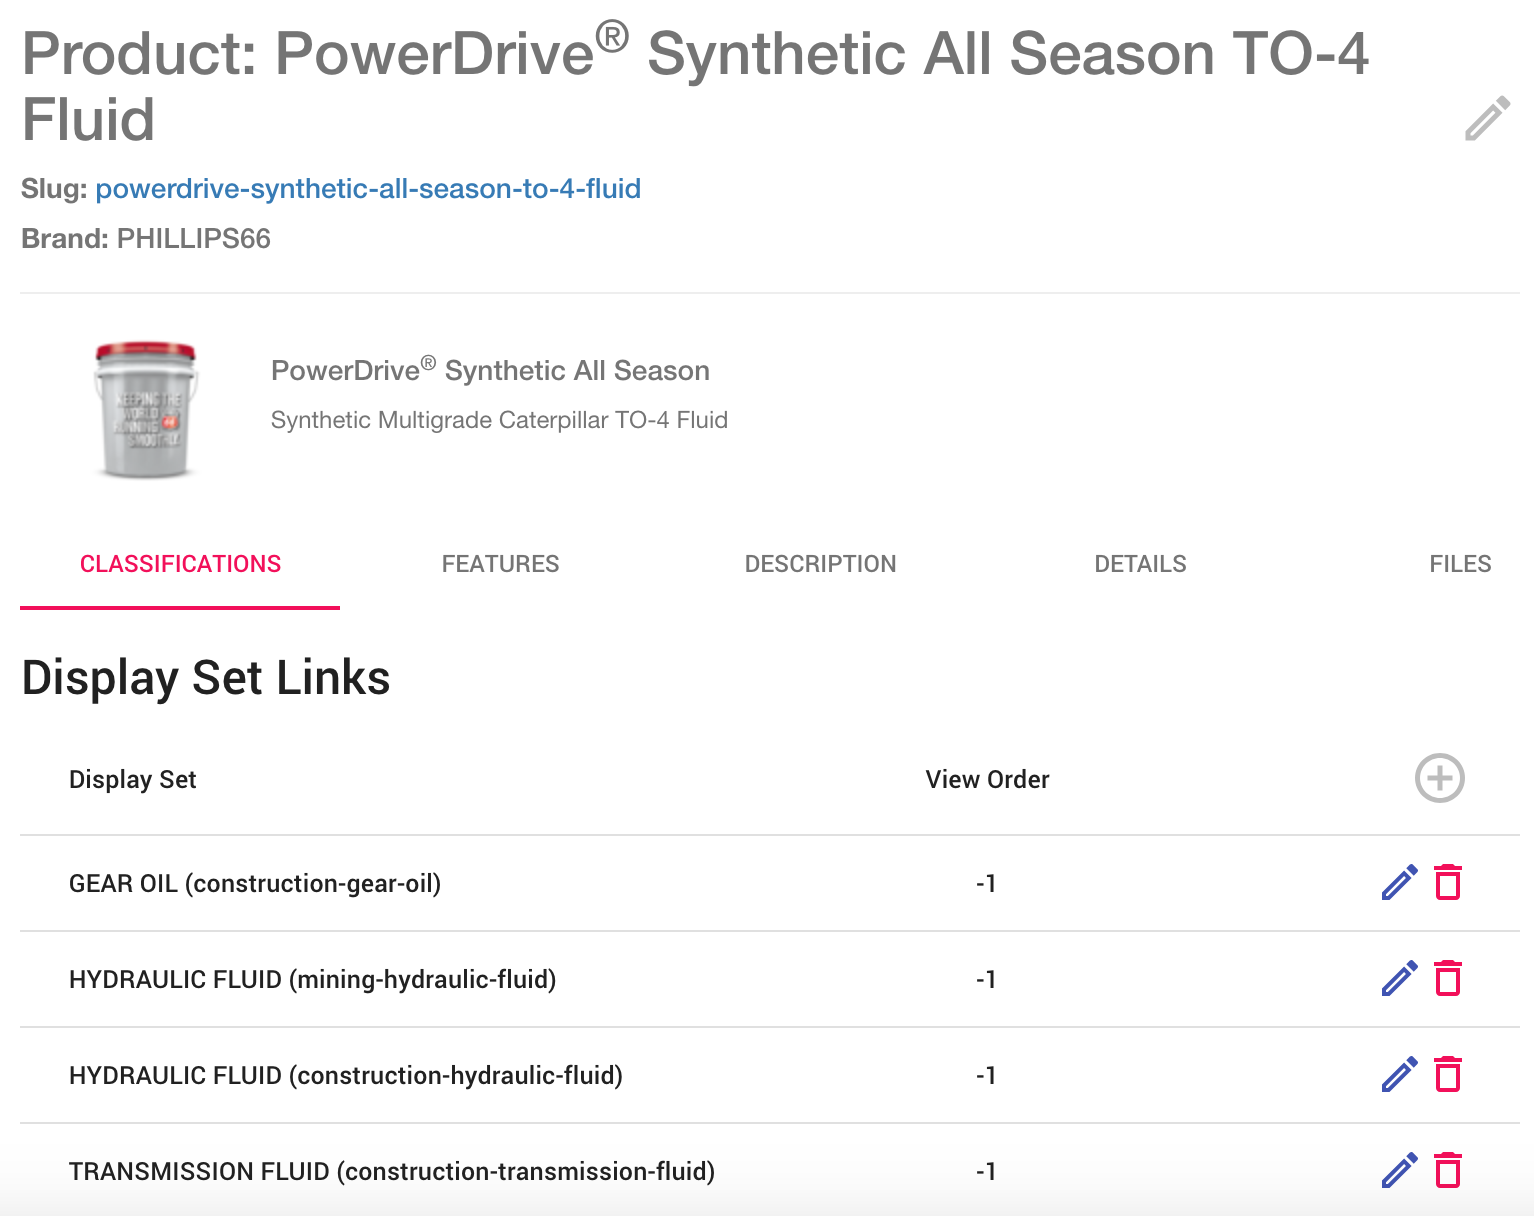 Product: PowerDrive® Synthetic All Season TO-4
Fluid
Slug: powerdrive-synthetic-all-season-to-4-fluid
Brand: PHILLIPS66
KEEPING THE
WORLD
RUNNING
SMOOTHLY.
PowerDrive® Synthetic All Season
Synthetic Multigrade Caterpillar TO-4 Fluid
CLASSIFICATIONS FEATURES DESCRIPTION DETAILS FILES
Display Set Links
Display Set View Order
GEAR OIL (construction-gear-oil) -1
HYDRAULIC FLUID (mining-hydraulic-fluid) -1
HYDRAULIC FLUID (construction-hydraulic-fluid) -1
TRANSMISSION FLUID (construction-transmission-fluid) -1